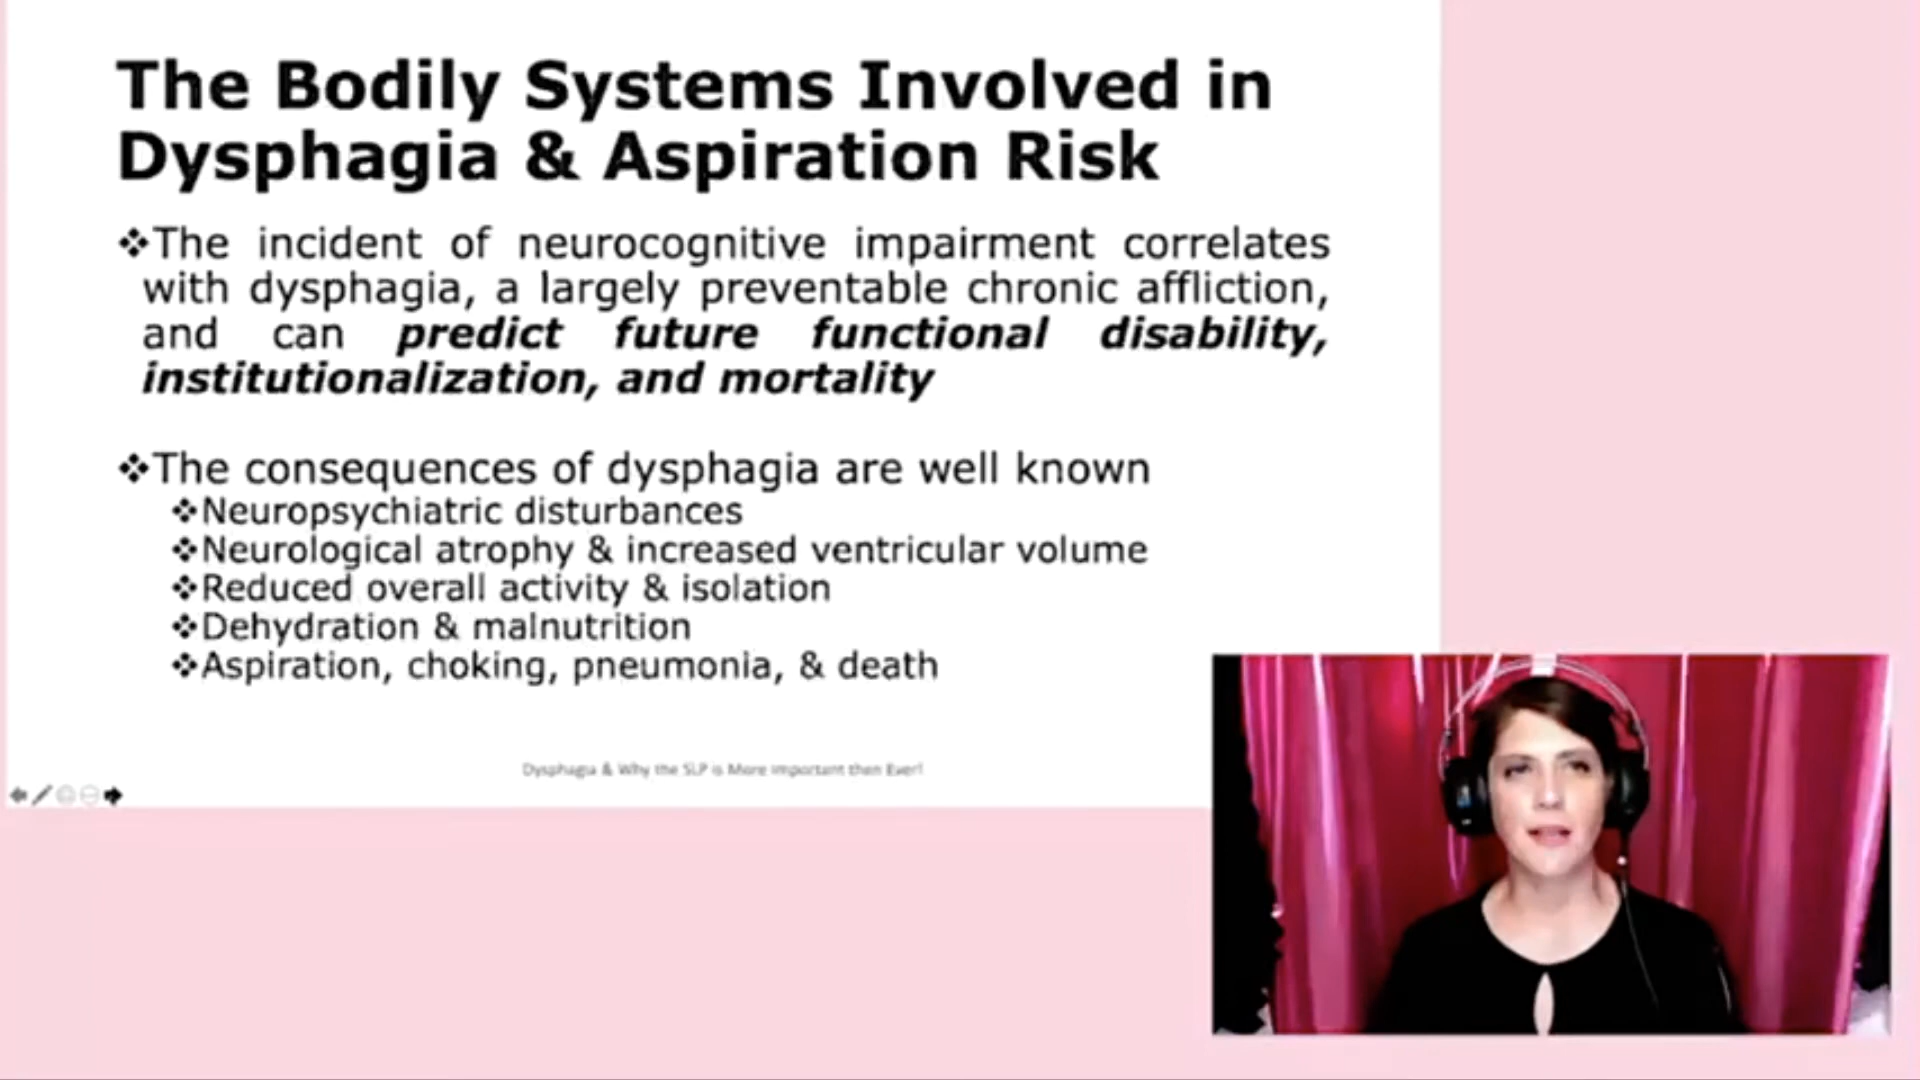 The Bodily Systems Involved in
Dysphagia & Aspiration Risk
❖The incident of neurocognitive impairment correlates
with dysphagia, a largely preventable chronic affliction,
and can predict future functional disability,
institutionalization, and mortality
❖The consequences of dysphagia are well known
❖Neuropsychiatric disturbances
❖Neurological atrophy & increased ventricular volume
❖Reduced overall activity & isolation
❖Dehydration & malnutrition
❖Aspiration, choking, pneumonia, & death
Dysphagia & Why the SLP is More Important then Ever!